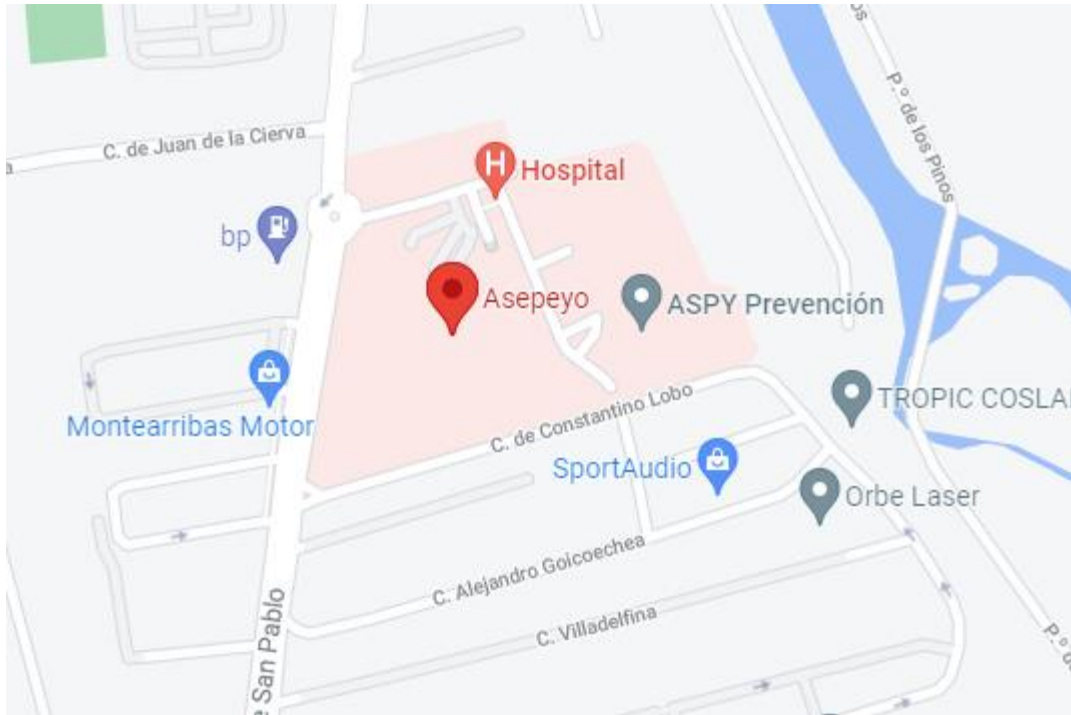 os
P.º de los Pinos
C. de Juan de la Cierva
a
H Hospital
bp
Asepeyo
ASPY Prevención
Montearribas Motor
C. de Constantino Lobo
TROPIC COSLA
SportAudio
Orbe Laser
C. Alejandro Goicoechea
C. Villadelfina
e San Pablo
P.º d